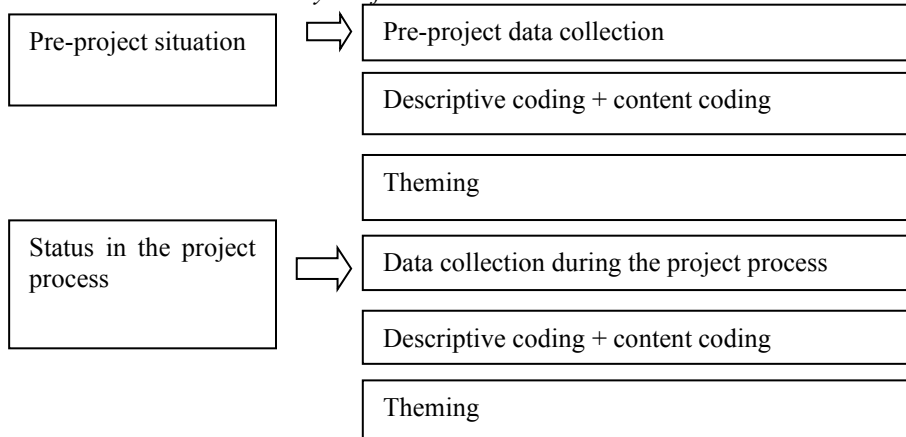 Pre-project situation
Pre-project data collection
Descriptive coding + content coding
Theming
Status in the project
process
Data collection during the project process
Descriptive coding + content coding
Theming